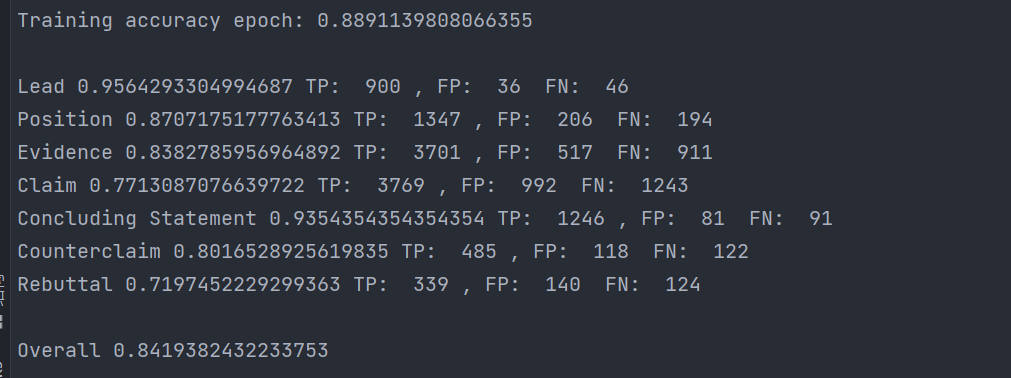 Training accuracy epoch: 0.8891139808066355
Lead 0.9564293304994687 TP:  900 , FP:  36  FN:  46
Position 0.8707175177763413 TP:  1347 , FP:  206  FN:  194
Evidence 0.8382785956964892 TP:  3701 , FP:  517  FN:  911
Claim 0.7713087076639722 TP:  3769 , FP:  992  FN:  1243
Concluding Statement 0.9354354354354354 TP:  1246 , FP:  81  FN:  91
Counterclaim 0.8016528925619835 TP:  485 , FP:  118  FN:  122
Rebuttal 0.7197452229299363 TP:  339 , FP:  140  FN:  124
Overall 0.8419382432233753